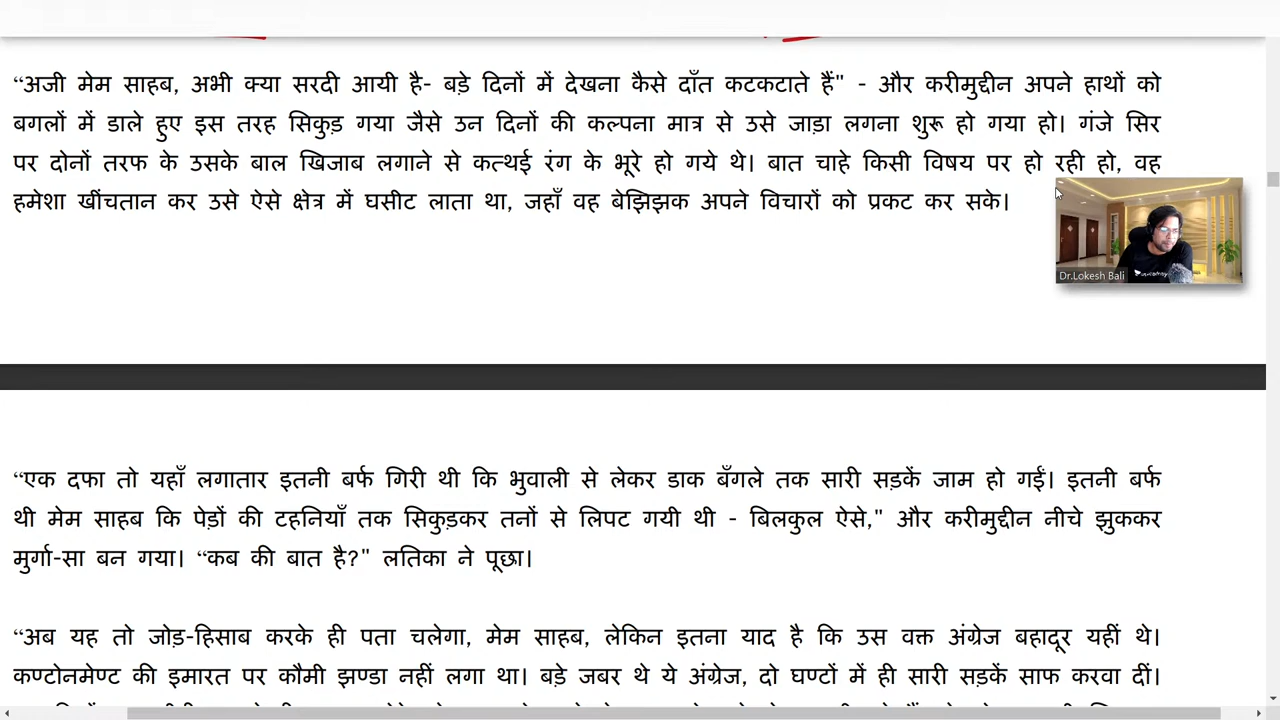 “अजी मेम साहब, अभी क्या सरदी आयी है- बड़े दिनों में देखना कैसे दाँत कटकटाते हैं" - और करीमुद्दीन अपने हाथों को
बगलों में डाले हुए इस तरह सिकुड़ गया जैसे उन दिनों की कल्पना मात्र से उसे जाड़ा लगना शुरू हो गया हो। गंजे सिर
पर दोनों तरफ के उसके बाल खिजाब लगाने से कत्थई रंग के भूरे हो गये थे। बात चाहे किसी विषय पर हो रही हो, वह
हमेशा खींचतान कर उसे ऐसे क्षेत्र में घसीट लाता था, जहाँ वह बेझिझक अपने विचारों को प्रकट कर सके।
Dr.Lokesh Bali
“एक दफा तो यहाँ लगातार इतनी बर्फ गिरी थी कि भुवाली से लेकर डाक बँगले तक सारी सड़कें जाम हो गईं। इतनी बर्फ
थी मेम साहब कि पेड़ों की टहनियाँ तक सिकुड़कर तनों से लिपट गयी थी - बिलकुल ऐसे," और करीमुद्दीन नीचे झुककर
मुर्गा-सा बन गया। “कब की बात है?" लतिका ने पूछा।
“अब यह तो जोड़-हिसाब करके ही पता चलेगा, मेम साहब, लेकिन इतना याद है कि उस वक्त अंग्रेज बहादूर यहीं थे।
कण्टोनमेण्ट की इमारत पर कौमी झण्डा नहीं लगा था। बड़े जबर थे ये अंग्रेज, दो घण्टों में ही सारी सड़कें साफ करवा दीं।